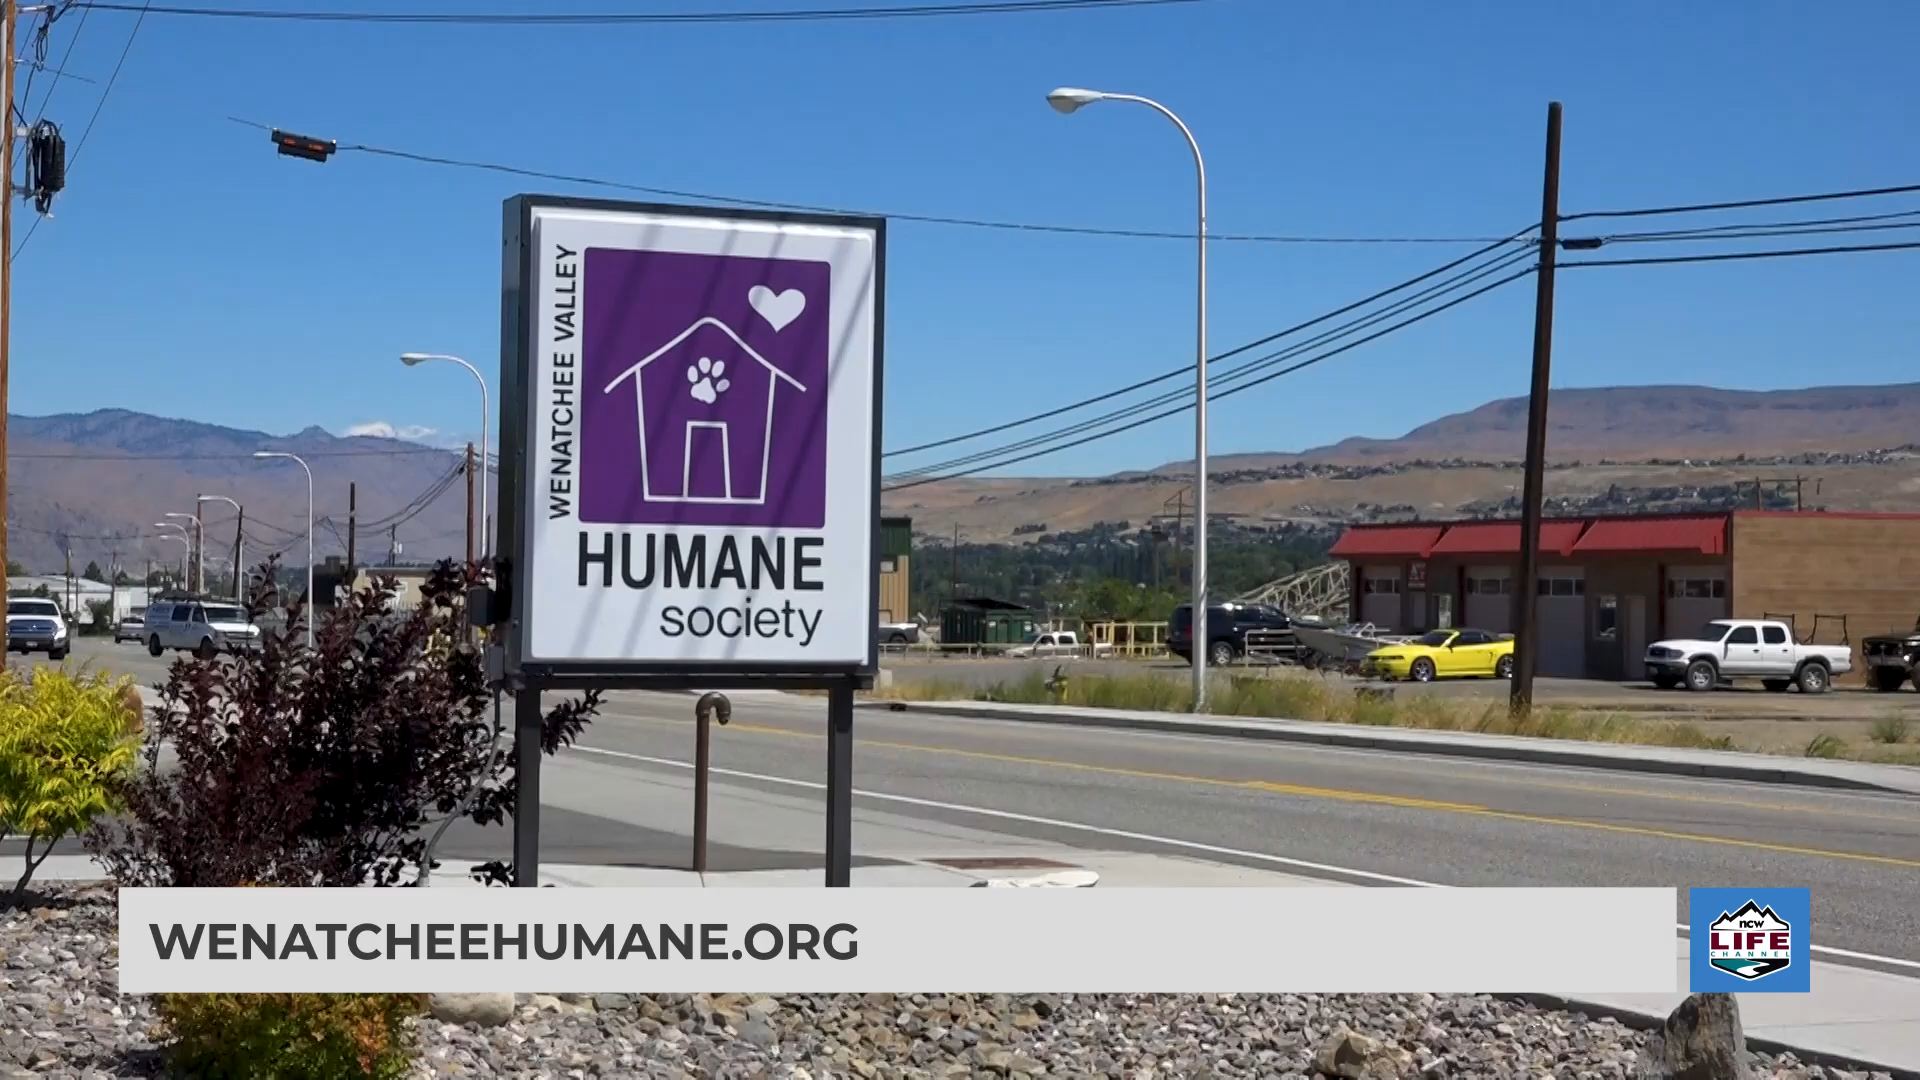 WENATCHEE VALLEY
HUMANE
society
WENATCHEEHUMANE.ORG
ncw
LIFE
CHANNEL